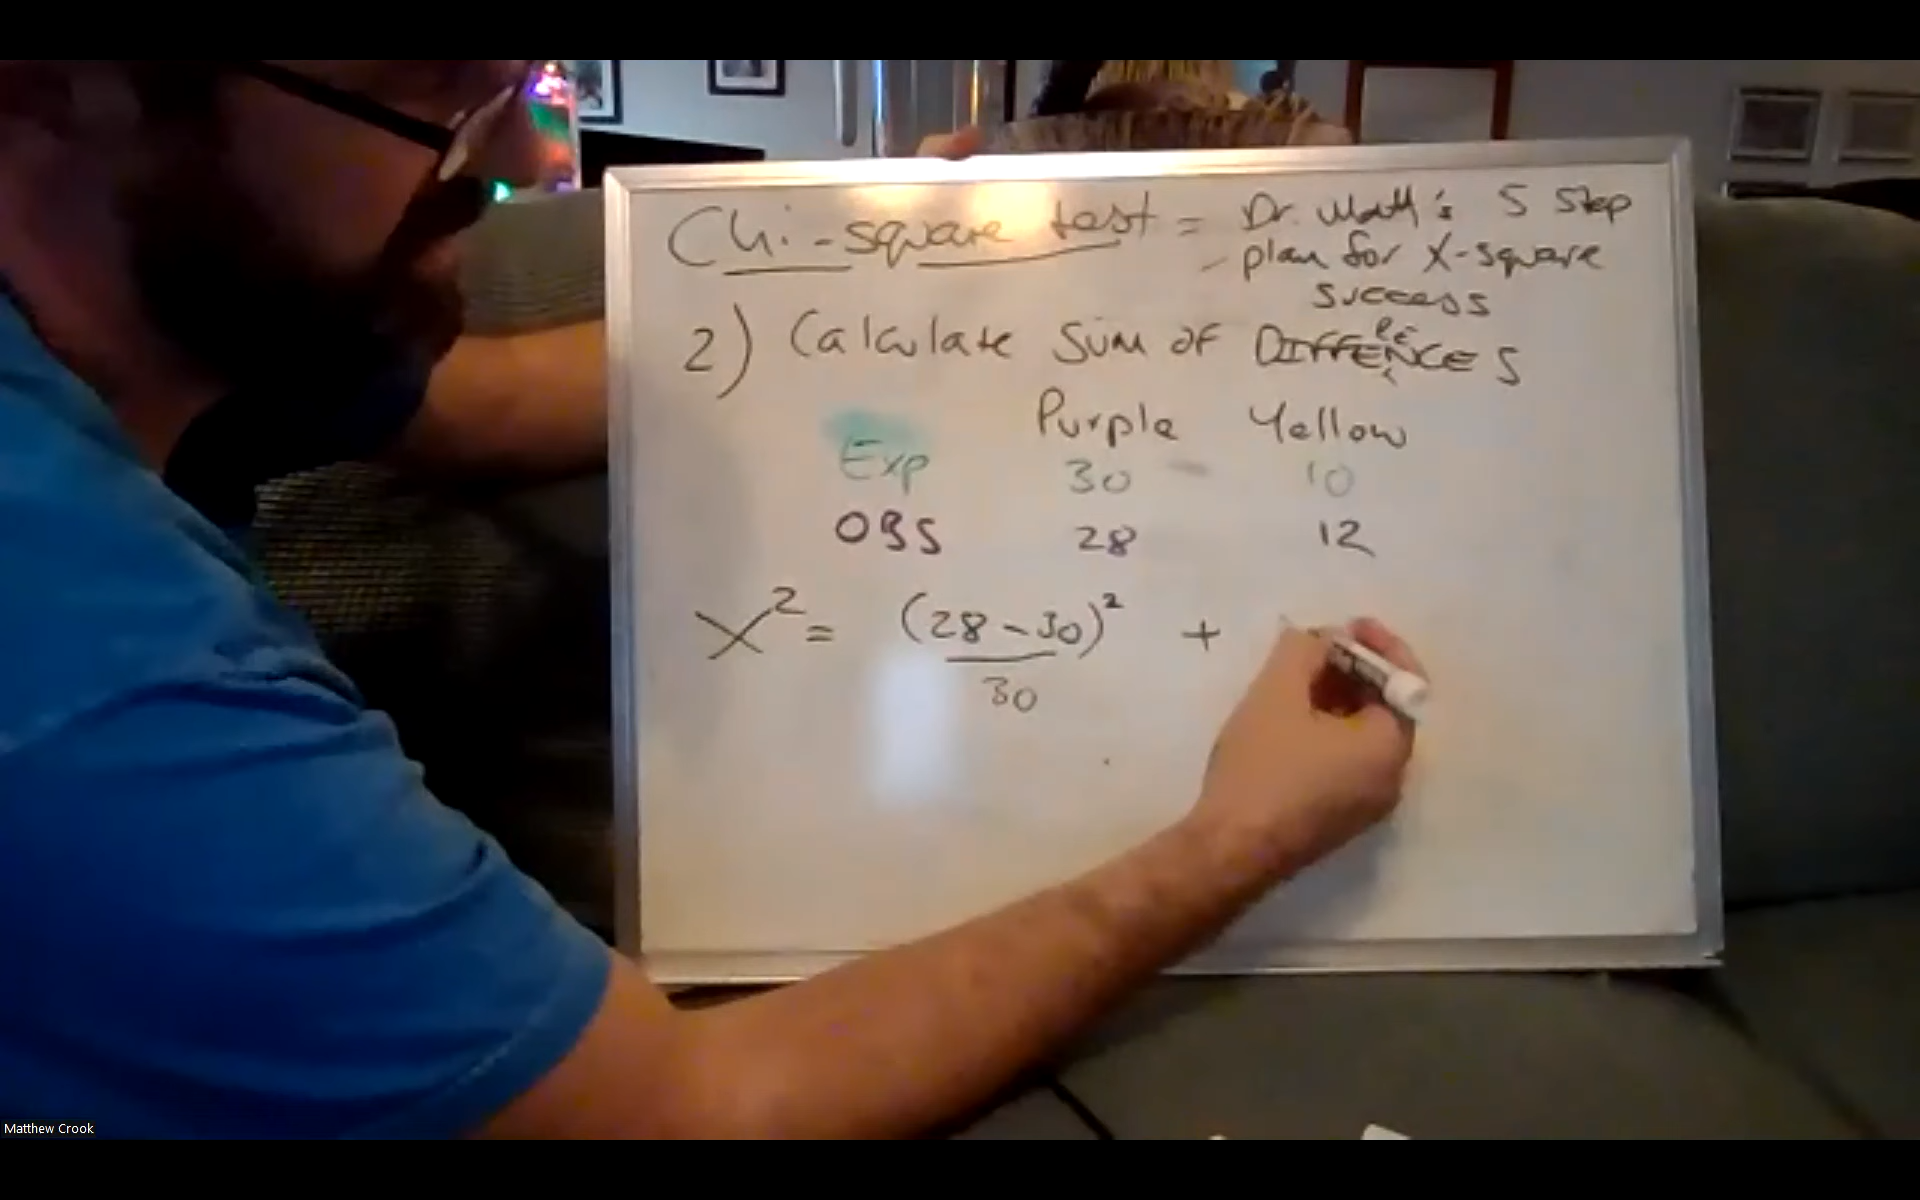 Chi-square test = Dr. Matt's 5 Step
plan for X-square
success
2) Calculate Sum of DIFFERENCES
Purple Yellow
Exp 30 10
OBS 28 12
X² = (28-30)² +
30
Matthew Crook